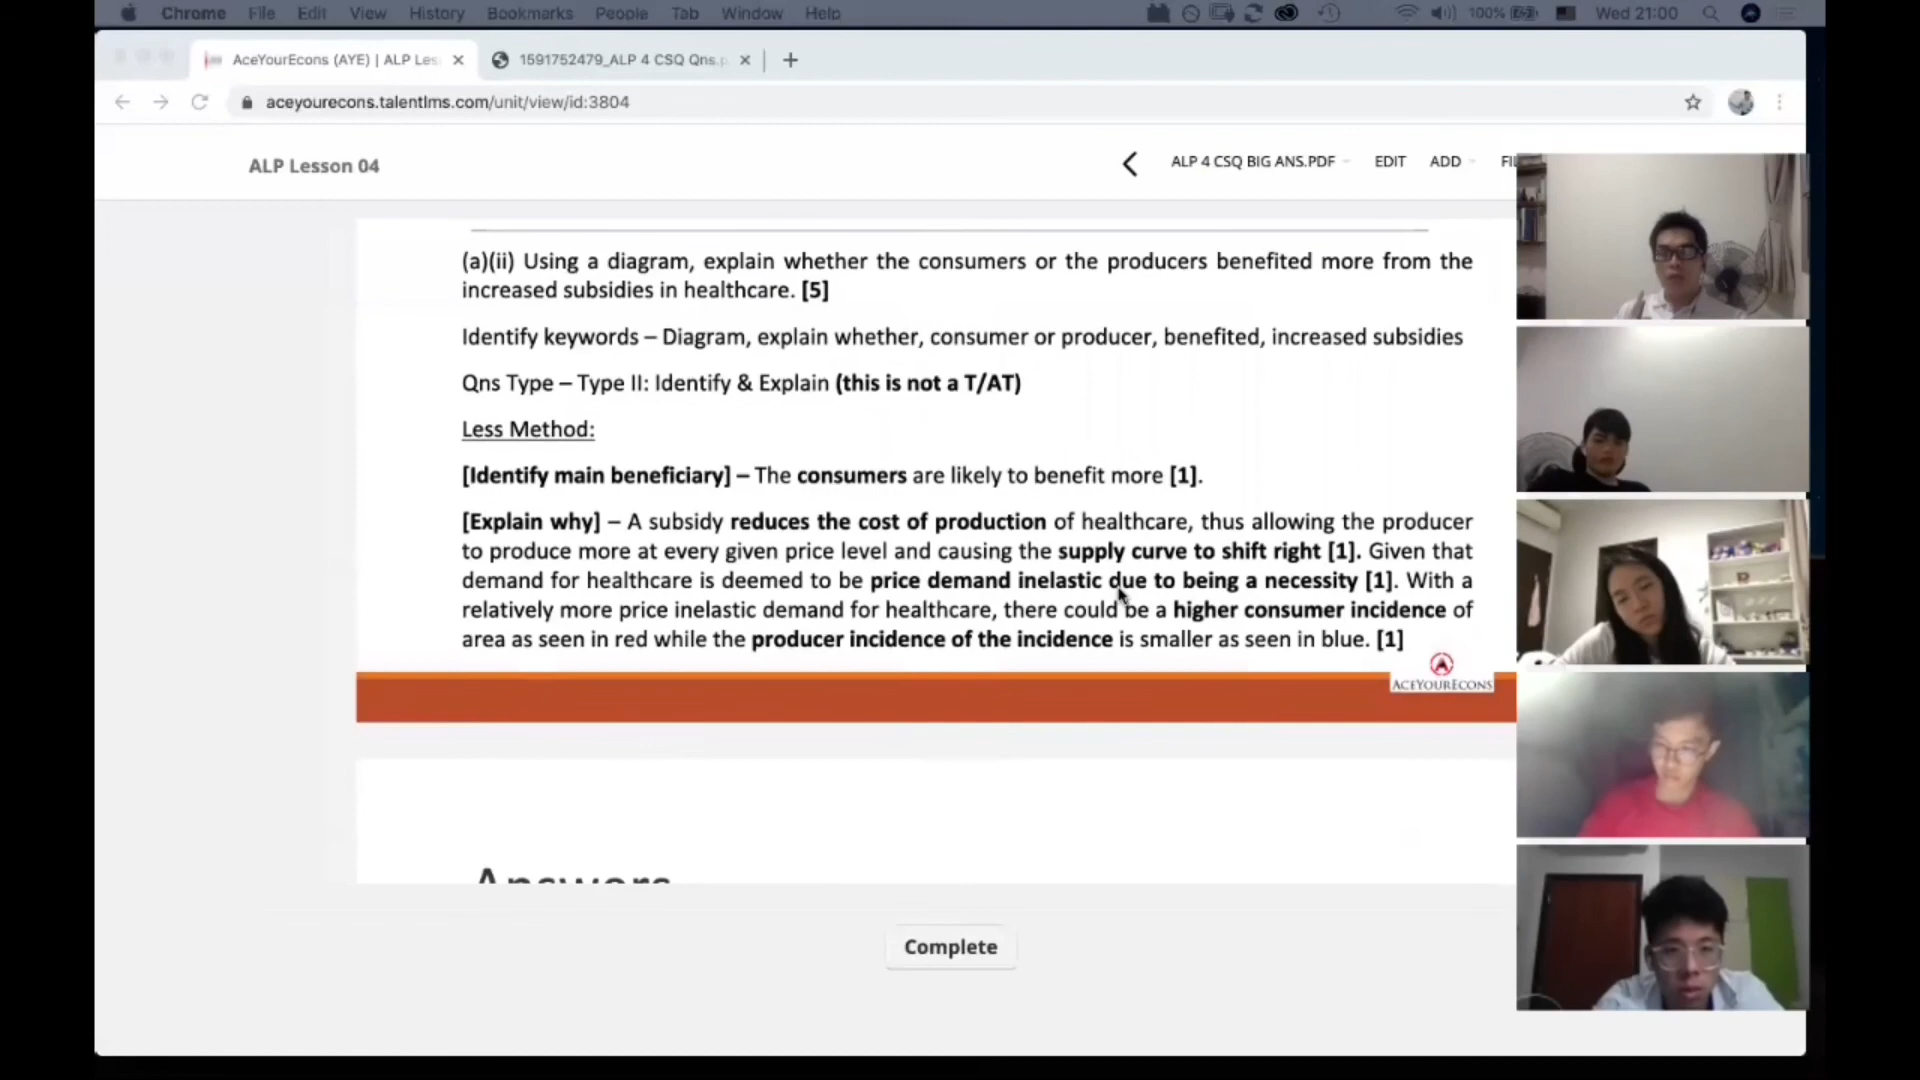 Chrome File Edit View History Bookmarks People Tab Window Help 100% Wed 21:00
AceYourEcons (AYE) | ALP Les 1591752479_ALP 4 CSQ Qns.p
aceyourecons.talentlms.com/unit/view/id:3804
ALP Lesson 04 ALP 4 CSQ BIG ANS.PDF EDIT ADD
(a)(ii) Using a diagram, explain whether the consumers or the producers benefited more from the
increased subsidies in healthcare. [5]
Identify keywords – Diagram, explain whether, consumer or producer, benefited, increased subsidies
Qns Type – Type II: Identify & Explain (this is not a T/AT)
Less Method:
[Identify main beneficiary] – The consumers are likely to benefit more [1].
[Explain why] – A subsidy reduces the cost of production of healthcare, thus allowing the producer
to produce more at every given price level and causing the supply curve to shift right [1]. Given that
demand for healthcare is deemed to be price demand inelastic due to being a necessity [1]. With a
relatively more price inelastic demand for healthcare, there could be a higher consumer incidence of
area as seen in red while the producer incidence of the incidence is smaller as seen in blue. [1]
ACEYOURECONS
Answers
Complete